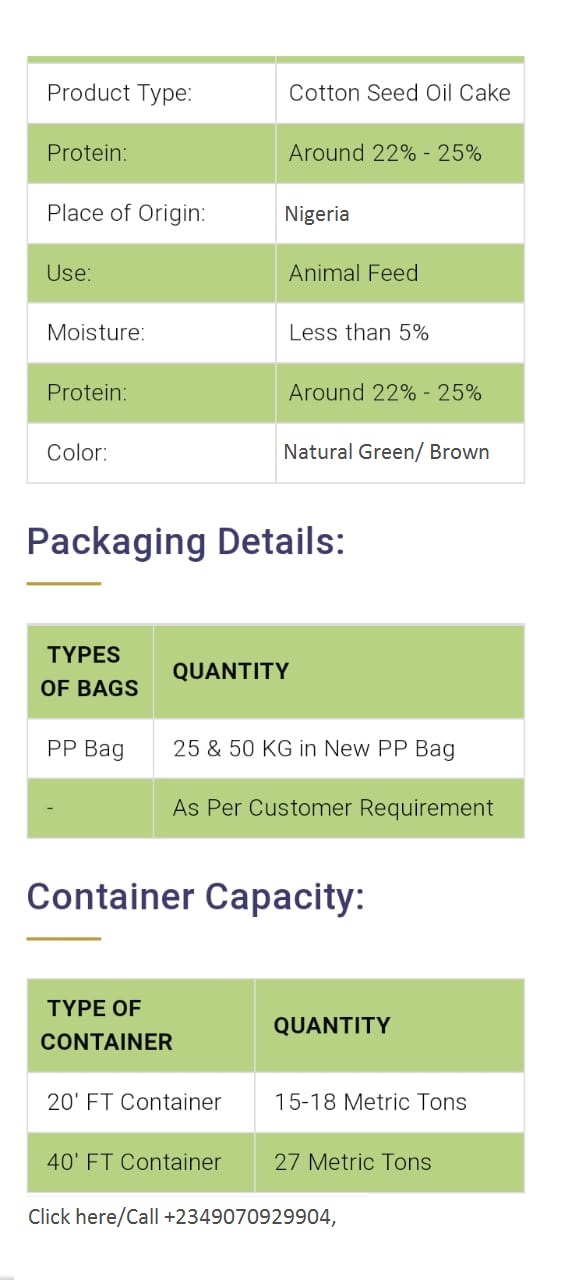 Product Type: Cotton Seed Oil Cake
Protein: Around 22% - 25%
Place of Origin: Nigeria
Use: Animal Feed
Moisture: Less than 5%
Protein: Around 22% - 25%
Color: Natural Green/ Brown
Packaging Details:
TYPES
OF BAGS
QUANTITY
PP Bag 25 & 50 KG in New PP Bag
- As Per Customer Requirement
Container Capacity:
TYPE OF
CONTAINER
QUANTITY
20' FT Container 15-18 Metric Tons
40' FT Container 27 Metric Tons
Click here/Call +2349070929904,